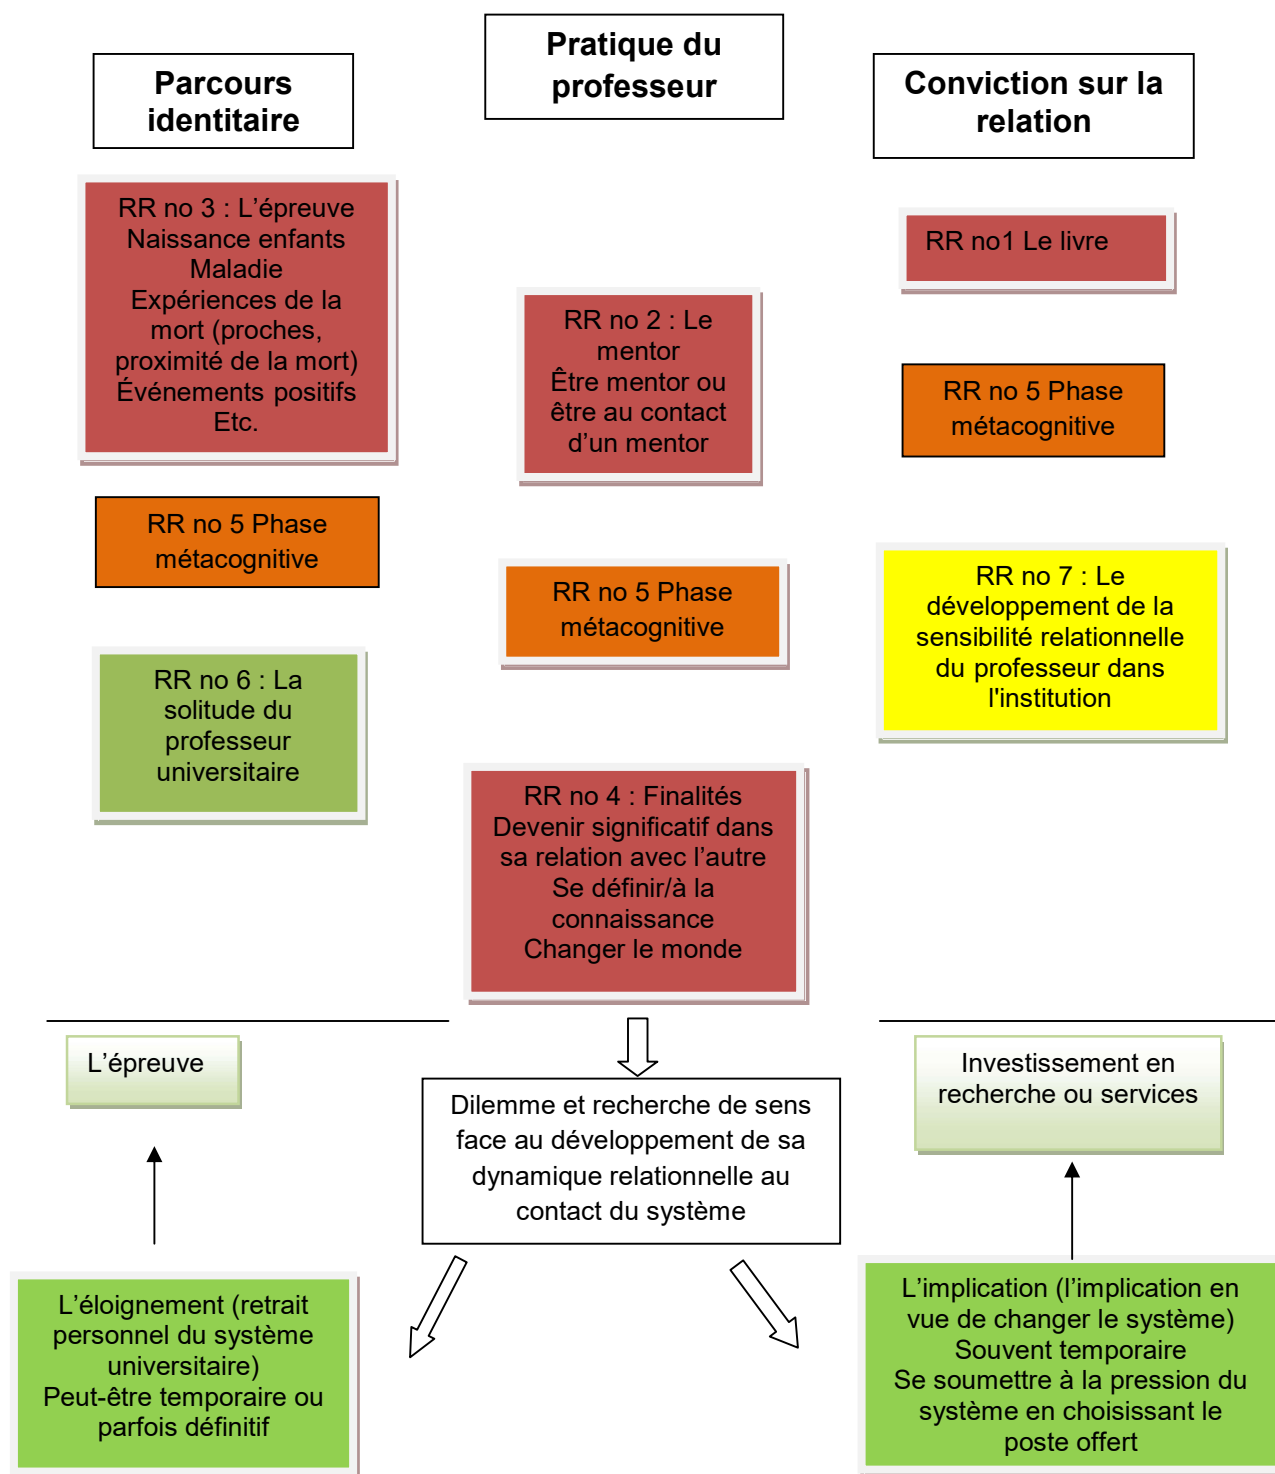 Parcours
identitaire
Pratique du
professeur
Conviction sur la
relation
RR no 3 : L'épreuve
Naissance enfants
Maladie
Expériences de la
mort (proches,
proximité de la mort)
Événements positifs
Etc.
RR no 2 : Le
mentor
Être mentor ou
être au contact
d'un mentor
RR no1 Le livre
RR no 5 Phase
métacognitive
RR no 5 Phase
métacognitive
RR no 5 Phase
métacognitive
RR no 7 : Le
développement de la
sensibilité relationnelle
du professeur dans
l'institution
RR no 6 : La
solitude du
professeur
universitaire
RR no 4 : Finalités
Devenir significatif dans
sa relation avec l'autre
Se définir/à la
connaissance
Changer le monde
L'épreuve
Dilemme et recherche de sens
face au développement de sa
dynamique relationnelle au
contact du système
Investissement en
recherche ou services
L'éloignement (retrait
personnel du système
universitaire)
Peut-être temporaire ou
parfois définitif
L'implication (l'implication en
vue de changer le système)
Souvent temporaire
Se soumettre à la pression du
système en choisissant le
poste offert